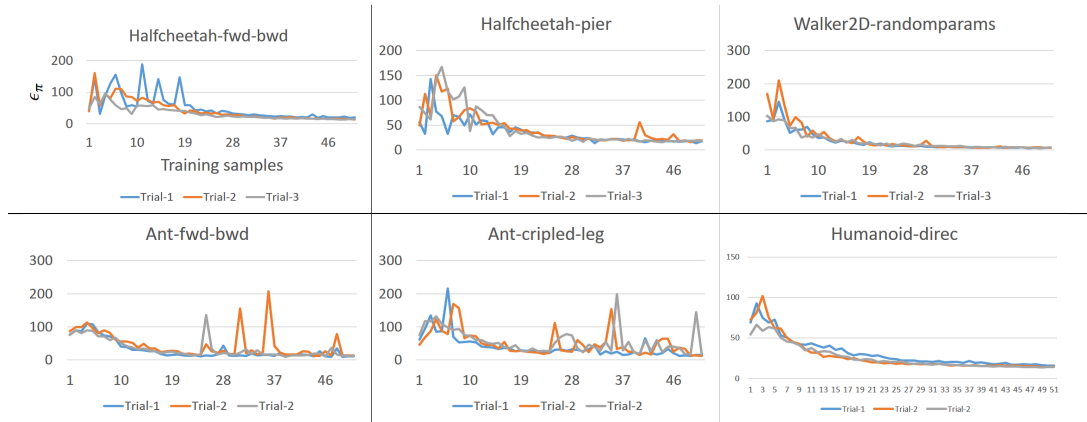 Halfcheetah-fwd-bwd
200
100
0
ϵπ
1 10 19 28 37 46
Training samples
Trial-1 Trial-2 Trial-3
Halfcheetah-pier
200
150
100
50
0
1 10 19 28 37 46
Trial-1 Trial-2 Trial-3
Walker2D-randomparams
300
200
100
0
1 10 19 28 37 46
Trial-1 Trial-2 Trial-3
Ant-fwd-bwd
300
200
100
0
1 10 19 28 37 46
Trial-1 Trial-2 Trial-2
Ant-cripled-leg
300
200
100
0
1 10 19 28 37 46
Trial-1 Trial-2 Trial-2
Humanoid-direc
150
100
50
0
1 3 5 7 9 11 13 15 17 19 21 23 25 27 29 31 33 35 37 39 41 43 45 47 49 51
Trial-1 Trial-2 Trial-2